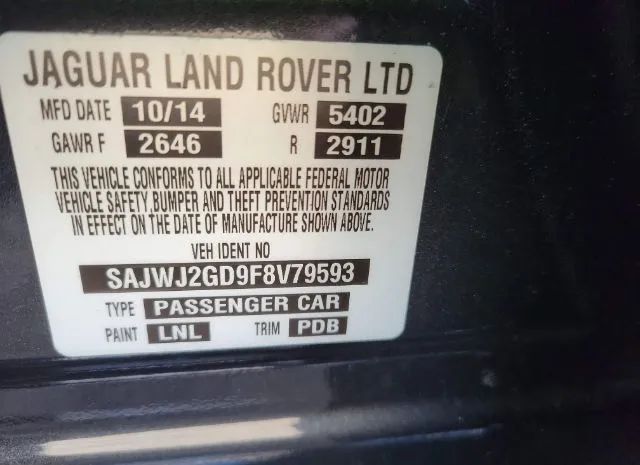 JAGUAR LAND ROVER LTD
MFD DATE 10/14 GVWR 5402
GAWR F 2646 R 2911
THIS VEHICLE CONFORMS TO ALL APPLICABLE FEDERAL MOTOR
VEHICLE SAFETY, BUMPER AND THEFT PREVENTION STANDARDS
IN EFFECT ON THE DATE OF MANUFACTURE SHOWN ABOVE.
VEH IDENT NO
SAJWJ2GD9F8V79593
TYPE PASSENGER CAR
PAINT LNL TRIM PDB